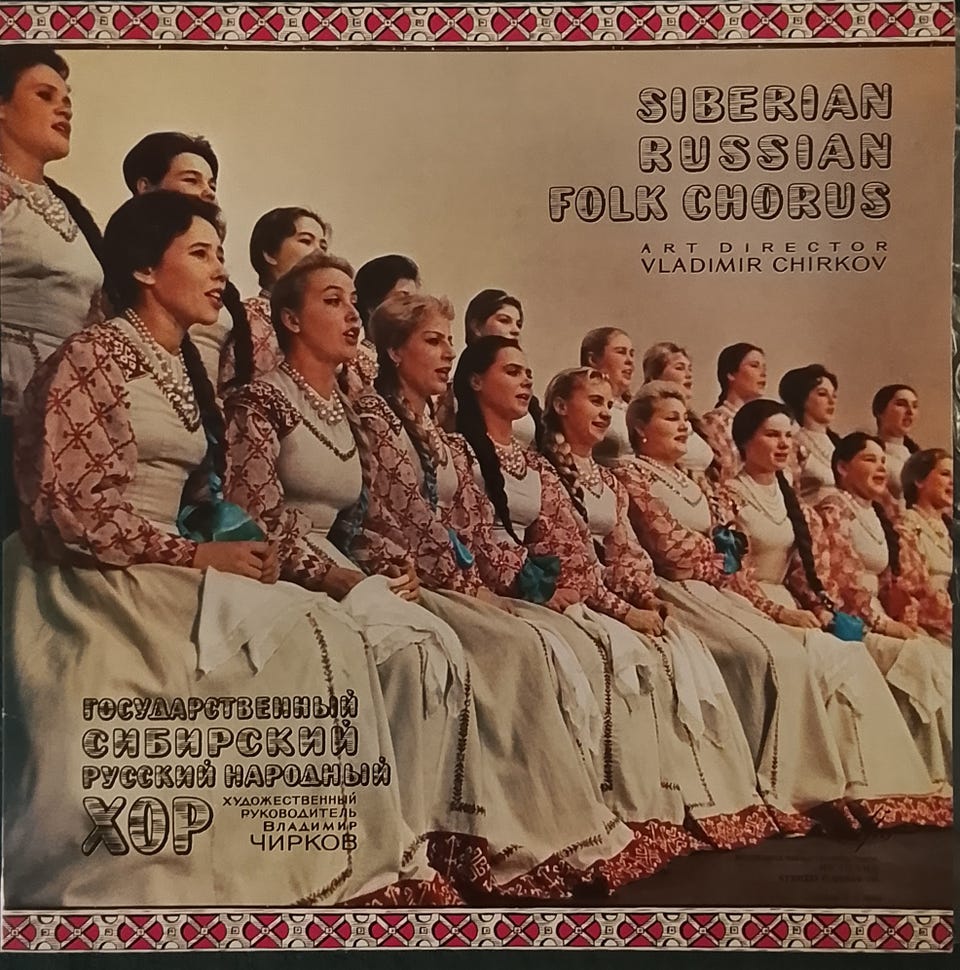 SIBERIAN
RUSSIAN
FOLK CHORUS
ART DIRECTOR
VLADIMIR CHIRKOV
ГОСУДАРСТВЕННЫЙ
СИБИРСКИЙ
РУССКИЙ НАРОДНЫЙ
ХОР
ХУДОЖЕСТВЕННЫЙ
РУКОВОДИТЕЛЬ
ВЛАДИМИР
ЧИРКОВ